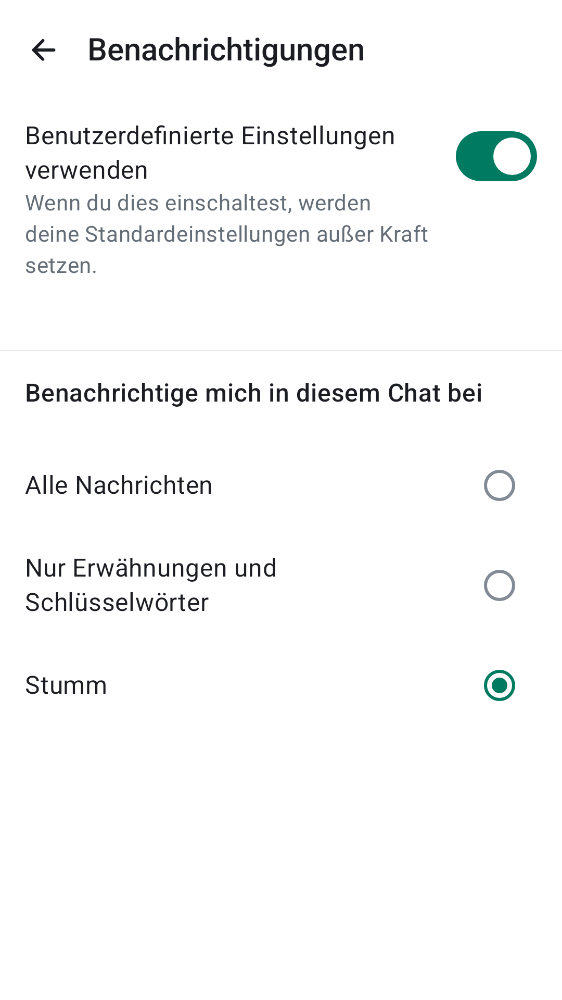 Benachrichtigungen
Benutzerdefinierte Einstellungen
verwenden
Wenn du dies einschaltest, werden
deine Standardeinstellungen außer Kraft
setzen.
Benachrichtige mich in diesem Chat bei
Alle Nachrichten
Nur Erwähnungen und
Schlüsselwörter
Stumm